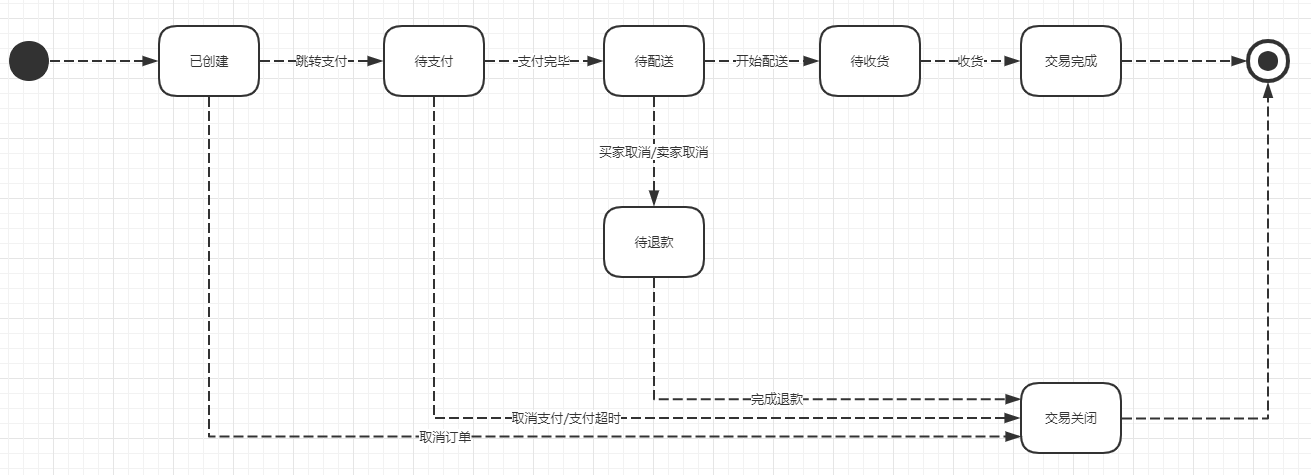 已创建
跳转支付
待支付
支付完毕
待配送
开始配送
待收货
收货
交易完成
买家取消/卖家取消
待退款
完成退款
取消支付/支付超时
交易关闭
取消订单